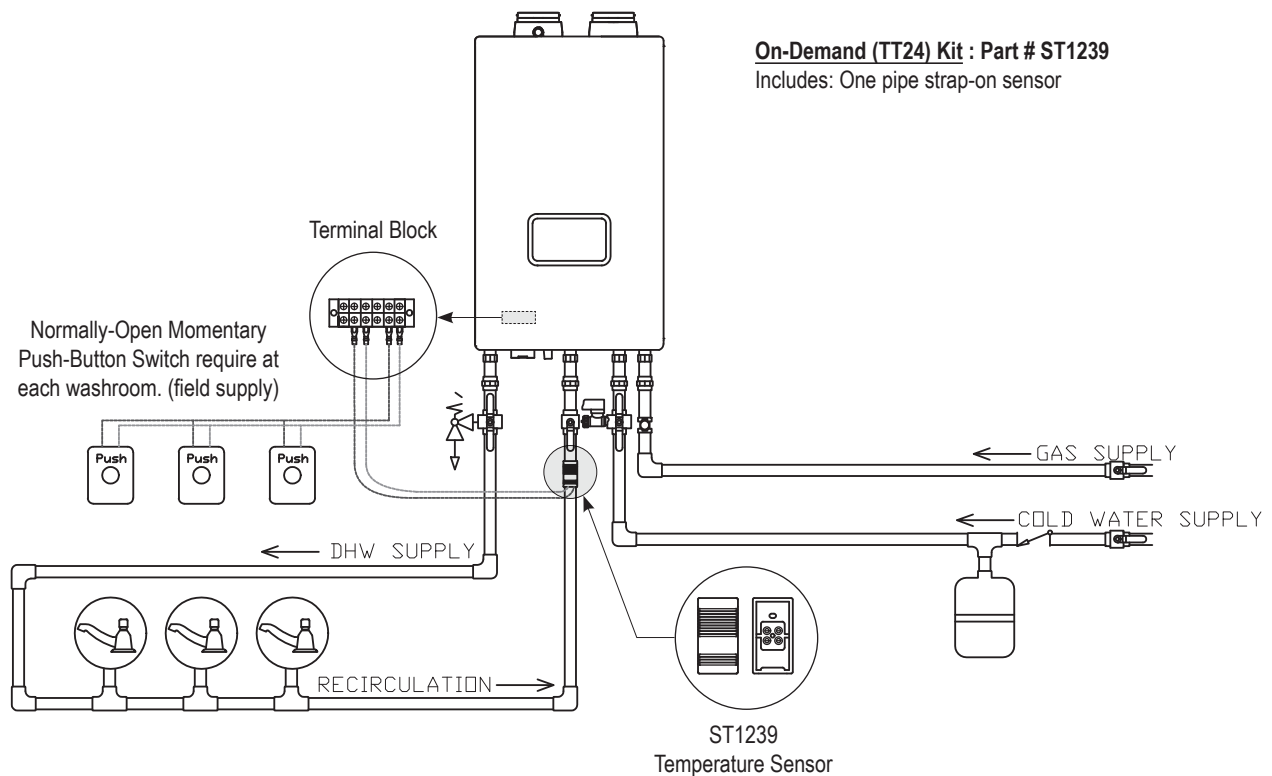 On-Demand (TT24) Kit : Part # ST1239
Includes: One pipe strap-on sensor
Terminal Block
Normally-Open Momentary
Push-Button Switch require at
each washroom. (field supply)
Push
Push
Push
GAS SUPPLY
COLD WATER SUPPLY
DHW SUPPLY
RECIRCULATION
ST1239
Temperature Sensor